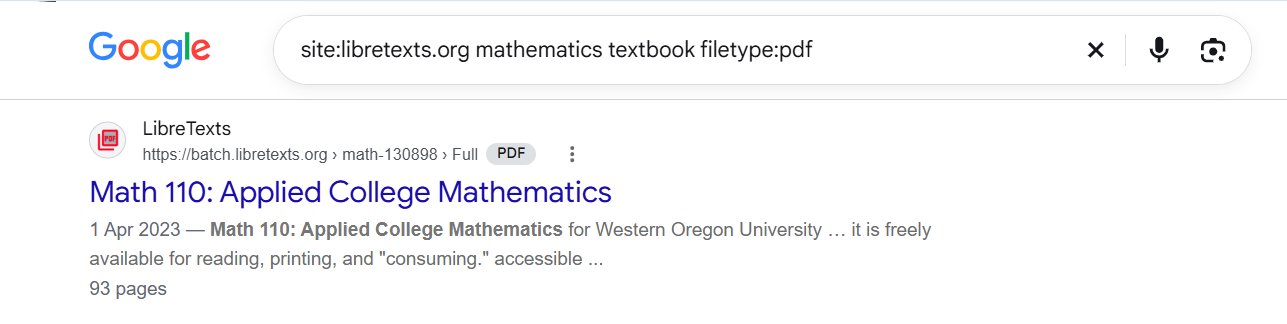 Google
site:libretexts.org mathematics textbook filetype:pdf
LibreTexts
PDF
https://batch.libretexts.org › math-130898 › Full PDF
Math 110: Applied College Mathematics
1 Apr 2023 — Math 110: Applied College Mathematics for Western Oregon University … it is freely
available for reading, printing, and "consuming." accessible ...
93 pages